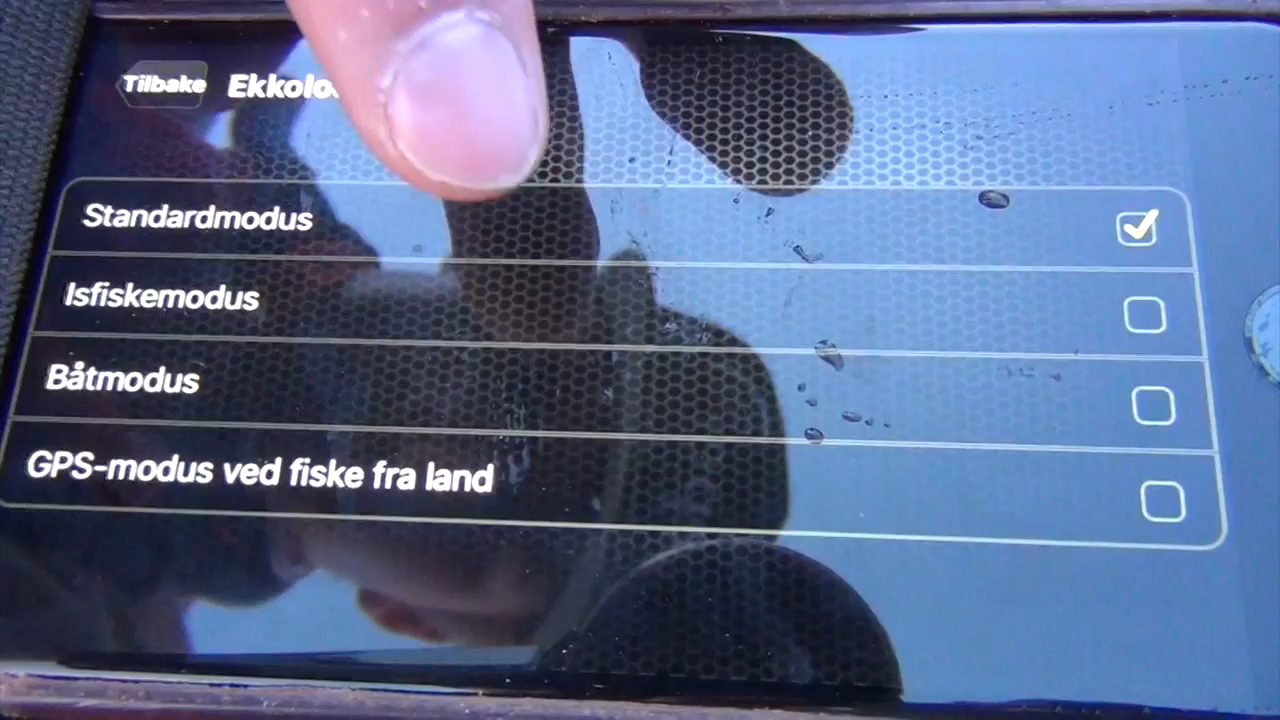 Tilbake
Standardmodus
Isfiskemodus
Båtmodus
GPS-modus ved fiske fra land